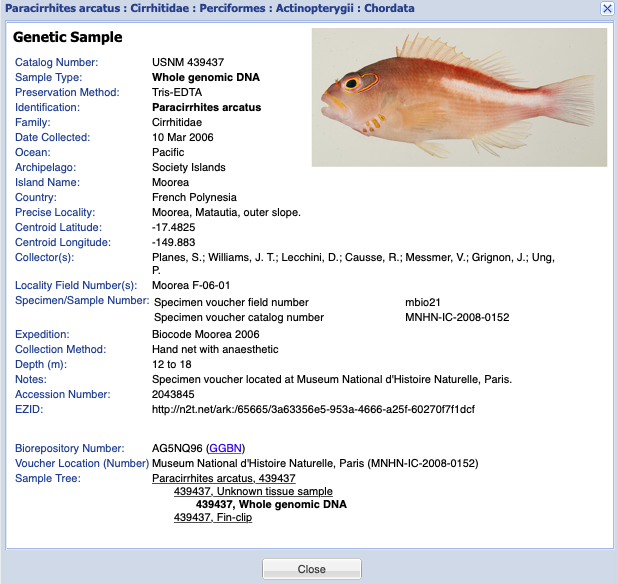 Paracirrhites arcatus : Cirrhitidae : Perciformes : Actinopterygii : Chordata
Genetic Sample
Catalog Number: USNM 439437
Sample Type: Whole genomic DNA
Preservation Method: Tris-EDTA
Identification: Paracirrhites arcatus
Family: Cirrhitidae
Date Collected: 10 Mar 2006
Ocean: Pacific
Archipelago: Society Islands
Island Name: Moorea
Country: French Polynesia
Precise Locality: Moorea, Matautia, outer slope.
Centroid Latitude: -17.4825
Centroid Longitude: -149.883
Collector(s): Planes, S.; Williams, J. T.; Lecchini, D.; Causse, R.; Messmer, V.; Grignon, J.; Ung,
P.
Locality Field Number(s): Moorea F-06-01
Specimen/Sample Number: Specimen voucher field number mbio21
Specimen voucher catalog number MNHN-IC-2008-0152
Expedition: Biocode Moorea 2006
Collection Method: Hand net with anaesthetic
Depth (m): 12 to 18
Notes: Specimen voucher located at Museum National d'Histoire Naturelle, Paris.
Accession Number: 2043845
EZID: http://n2t.net/ark:/65665/3a63356e5-953a-4666-a25f-60270f7f1dcf
Biorepository Number: AG5NQ96 (GGBN)
Voucher Location (Number) Museum National d'Histoire Naturelle, Paris (MNHN-IC-2008-0152)
Sample Tree: Paracirrhites arcatus, 439437
439437, Unknown tissue sample
439437, Whole genomic DNA
439437, Fin-clip
Close